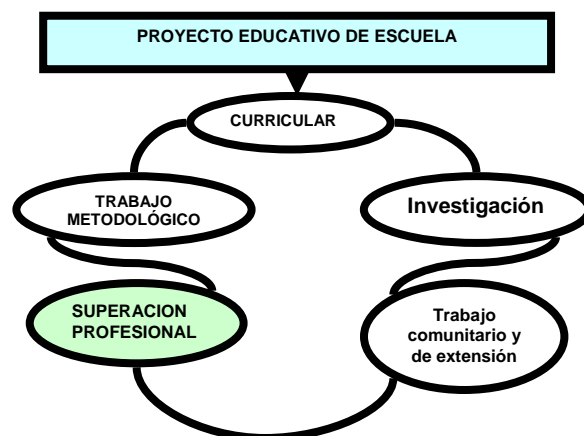 PROYECTO EDUCATIVO DE ESCUELA
CURRICULAR
TRABAJO
METODOLÓGICO
Investigación
SUPERACION
PROFESIONAL
Trabajo
comunitario y
de extensión